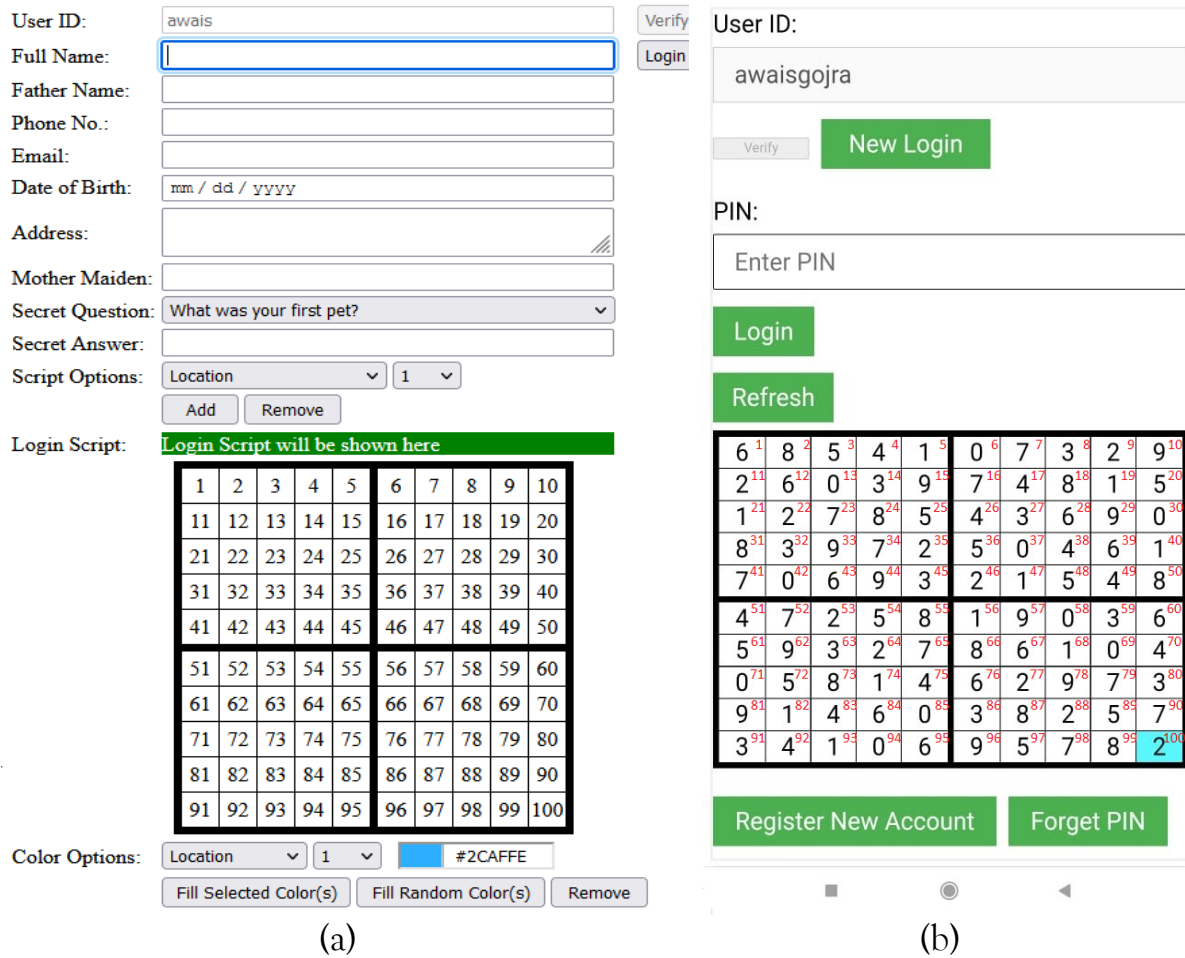 User ID: awais Verify
Full Name: Login
Father Name:
Phone No.:
Email:
Date of Birth: mm / dd / yyyy
Address:
Mother Maiden:
Secret Question: What was your first pet?
Secret Answer:
Script Options: Location 1
Add Remove
Login Script: Login Script will be shown here
1 2 3 4 5 6 7 8 9 10
11 12 13 14 15 16 17 18 19 20
21 22 23 24 25 26 27 28 29 30
31 32 33 34 35 36 37 38 39 40
41 42 43 44 45 46 47 48 49 50
51 52 53 54 55 56 57 58 59 60
61 62 63 64 65 66 67 68 69 70
71 72 73 74 75 76 77 78 79 80
81 82 83 84 85 86 87 88 89 90
91 92 93 94 95 96 97 98 99 100
Color Options: Location 1 #2CAFFE
Fill Selected Color(s) Fill Random Color(s) Remove
(a)
User ID:
awaisgojra
Verify New Login
PIN:
Enter PIN
Login
Refresh
6 1 8 2 5 3 4 4 1 5 0 6 7 7 3 8 2 9 9 10
2 11 6 12 0 13 3 14 9 15 7 16 4 17 8 18 1 19 5 20
1 21 2 22 7 23 8 24 5 25 4 26 3 27 6 28 9 29 0 30
8 31 3 32 9 33 7 34 2 35 5 36 0 37 4 38 6 39 1 40
7 41 0 42 6 43 9 44 3 45 2 46 1 47 5 48 4 49 8 50
4 51 7 52 2 53 5 54 8 55 1 56 9 57 0 58 3 59 6 60
5 61 9 62 3 63 2 64 7 65 8 66 6 67 1 68 0 69 4 70
0 71 5 72 8 73 1 74 4 75 6 76 2 77 9 78 7 79 3 80
9 81 1 82 4 83 6 84 0 85 3 86 8 87 2 88 5 89 7 90
3 91 4 92 1 93 0 94 6 95 9 96 5 97 7 98 8 99 2 100
Register New Account Forget PIN
(b)